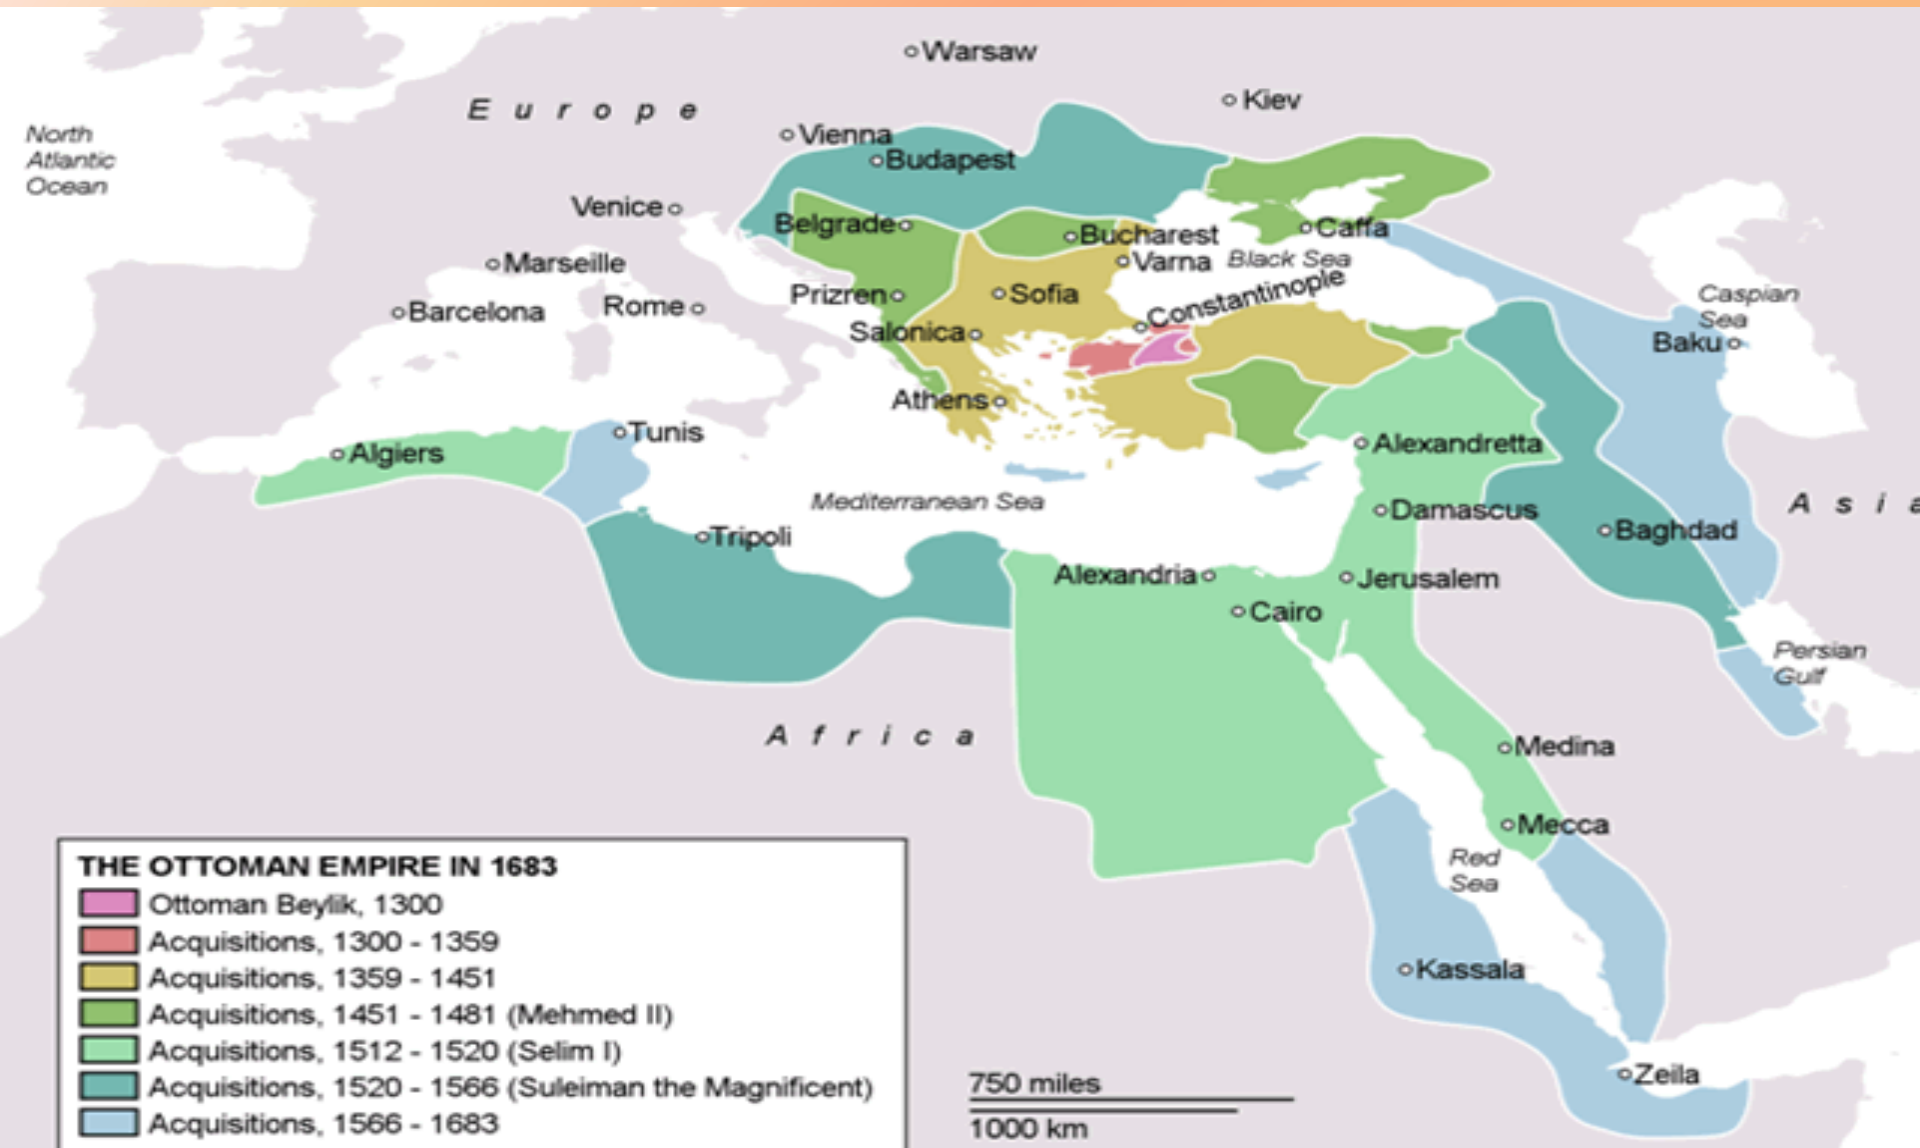 Warsaw
Kiev
Europe
North
Atlantic
Ocean
Vienna
Budapest
Venice
Belgrade
Bucharest
Caffa
Marseille
Varna
Black Sea
Prizren
Sofia
Constantinople
Caspian
Sea
Barcelona
Rome
Salonica
Baku
Athens
Tunis
Algiers
Alexandretta
Mediterranean Sea
Damascus
Asia
Tripoli
Baghdad
Alexandria
Jerusalem
Cairo
Persian
Gulf
Africa
Medina
Mecca
Red
Sea
Kassala
Zeila
THE OTTOMAN EMPIRE IN 1683
Ottoman Beylik, 1300
Acquisitions, 1300 - 1359
Acquisitions, 1359 - 1451
Acquisitions, 1451 - 1481 (Mehmed II)
Acquisitions, 1512 - 1520 (Selim I)
Acquisitions, 1520 - 1566 (Suleiman the Magnificent)
Acquisitions, 1566 - 1683
750 miles
1000 km